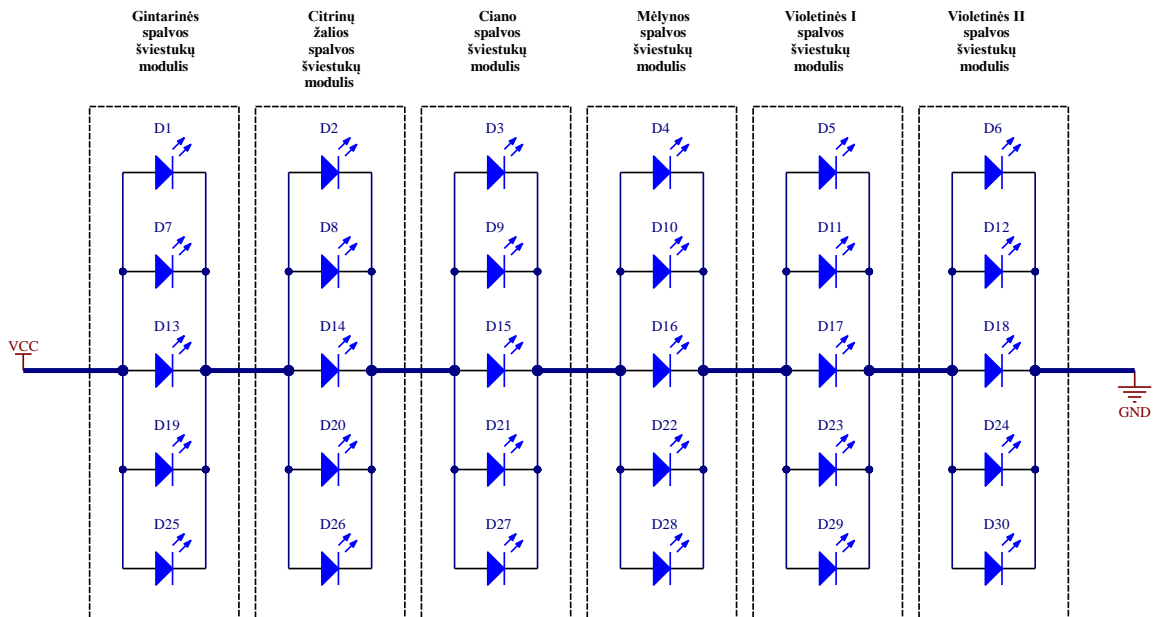 Gintarinės
spalvos
šviestukų
modulis
Citrinų
žalios
spalvos
šviestukų
modulis
Ciano
spalvos
šviestukų
modulis
Mėlynos
spalvos
šviestukų
modulis
Violetinės I
spalvos
šviestukų
modulis
Violetinės II
spalvos
šviestukų
modulis
D1
D2
D3
D4
D5
D6
D7
D8
D9
D10
D11
D12
D13
D14
D15
D16
D17
D18
VCC
GND
D19
D20
D21
D22
D23
D24
D25
D26
D27
D28
D29
D30